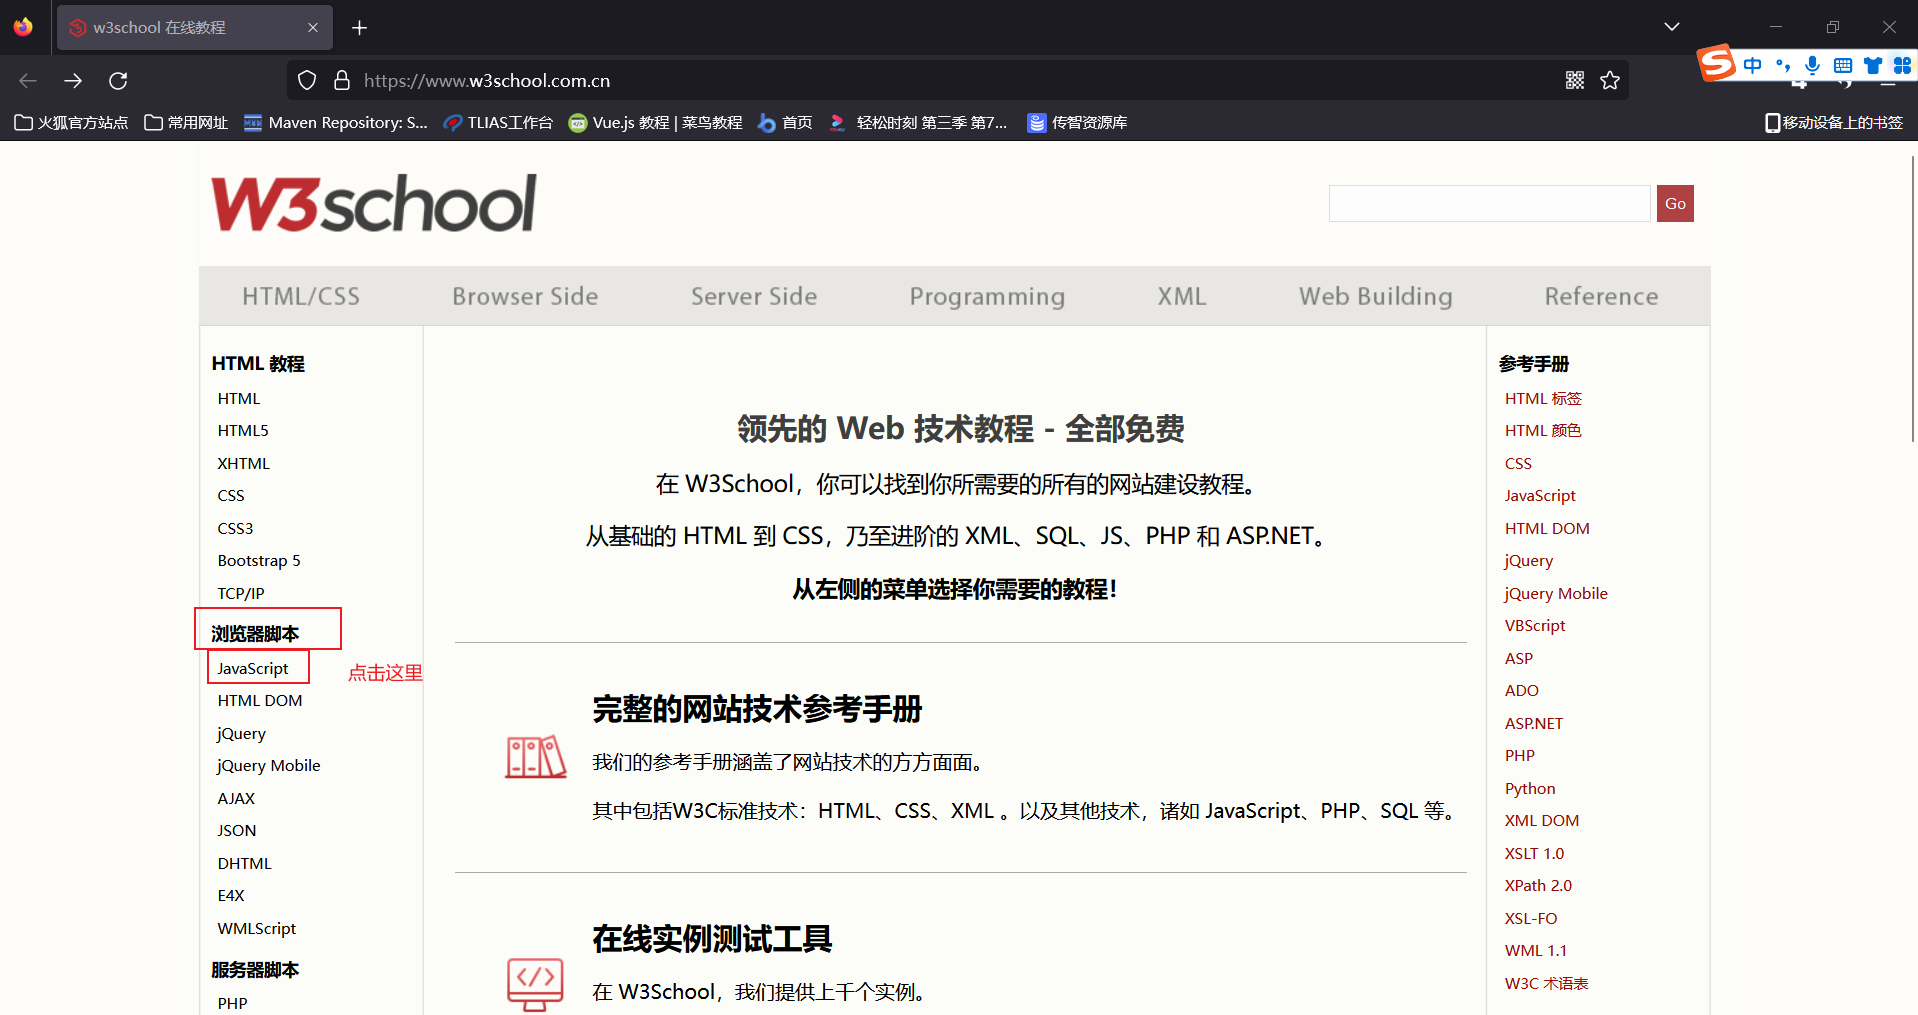 w3school 在线教程
https://www.w3school.com.cn
中
火狐官方站点 常用网址 Maven Repository: S... TLIAS工作台 Vue.js 教程 | 菜鸟教程 首页 YOUKU 轻松时刻 第三季 第7... 传智资源库 移动设备上的书签
W3school
Go
HTML/CSS Browser Side Server Side Programming XML Web Building Reference
HTML 教程
HTML
HTML5
XHTML
CSS
CSS3
Bootstrap 5
TCP/IP
浏览器脚本
JavaScript
点击这里
HTML DOM
jQuery
jQuery Mobile
AJAX
JSON
DHTML
E4X
WMLScript
服务器脚本
PHP
领先的 Web 技术教程 - 全部免费
在 W3School，你可以找到你所需要的所有的网站建设教程。
从基础的 HTML 到 CSS，乃至进阶的 XML、SQL、JS、PHP 和 ASP.NET。
从左侧的菜单选择你需要的教程！
完整的网站技术参考手册
我们的参考手册涵盖了网站技术的方方面面。
其中包括W3C标准技术：HTML、CSS、XML 。以及其他技术，诸如 JavaScript、PHP、SQL 等。
在线实例测试工具
在 W3School，我们提供上千个实例。
参考手册
HTML 标签
HTML 颜色
CSS
JavaScript
HTML DOM
jQuery
jQuery Mobile
VBScript
ASP
ADO
ASP.NET
PHP
Python
XML DOM
XSLT 1.0
XPath 2.0
XSL-FO
WML 1.1
W3C 术语表